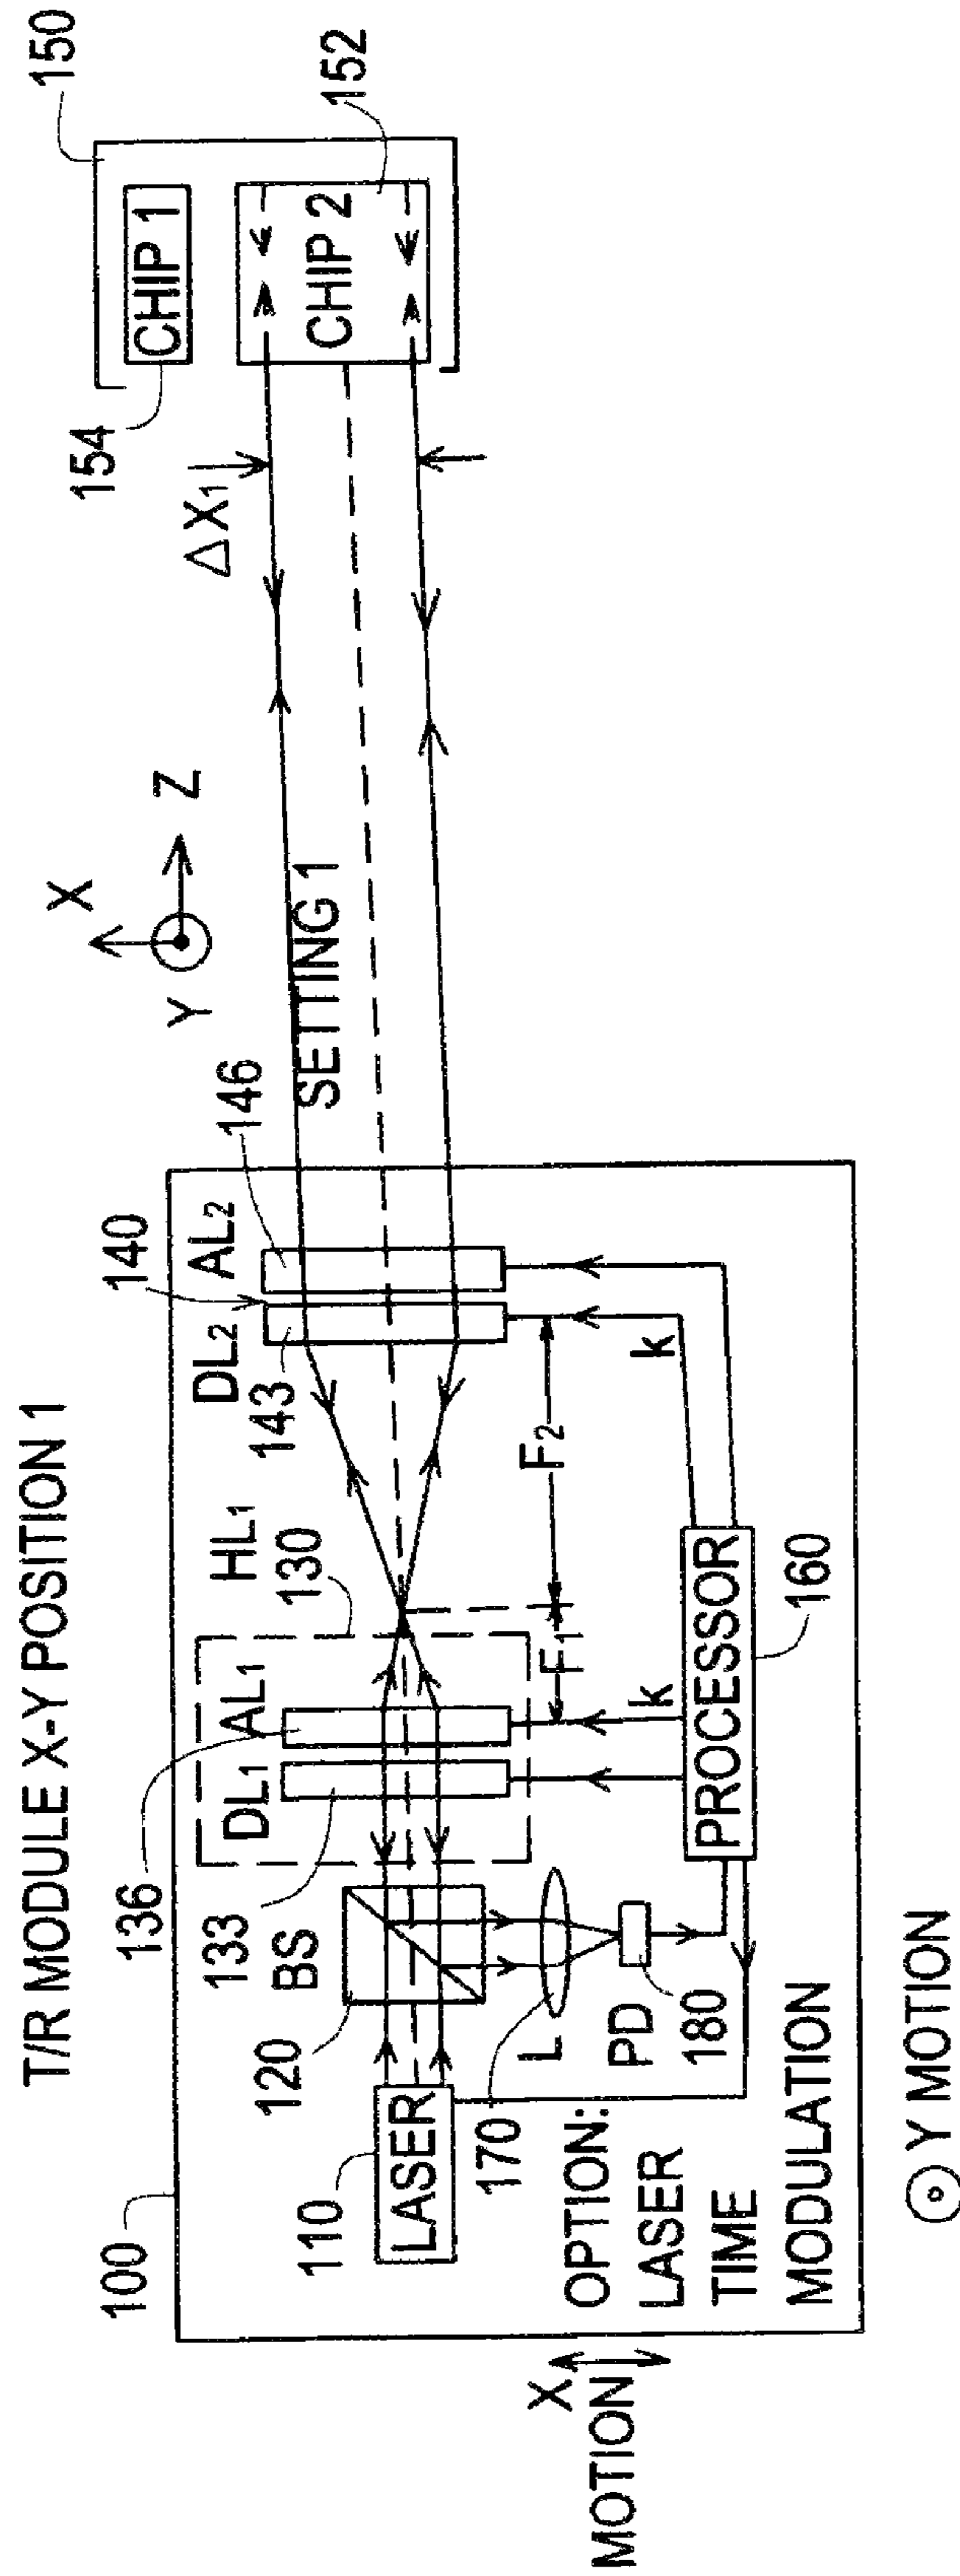 T/R MODULE X-Y POSITION 1
100
110
LASER
120
BS
133
136
DL1
AL1
HL1
130
DL2
143
140
AL2
146
SETTING 1
X
Y
Z
ΔX1
154
CHIP 1
150
CHIP 2
152
F1
F2
k
k
L
170
PD
180
PROCESSOR
160
OPTION:
LASER
TIME
MODULATION
X
MOTION
Y MOTION